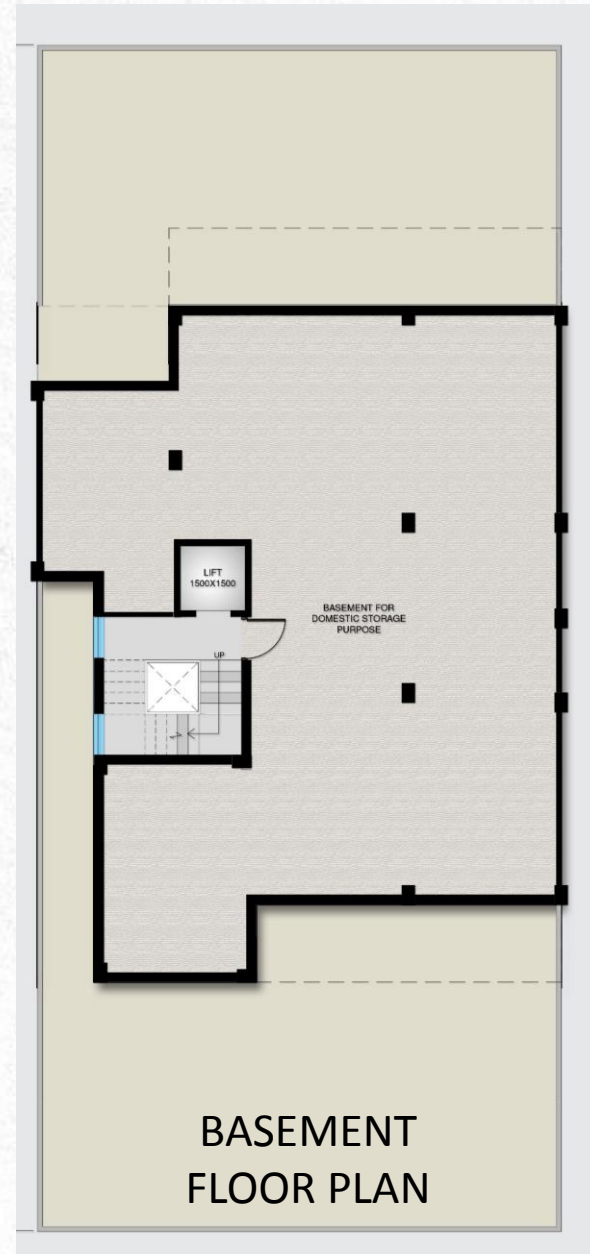 LIFT
1500X1500
BASEMENT FOR
DOMESTIC STORAGE
PURPOSE
UP
BASEMENT
FLOOR PLAN